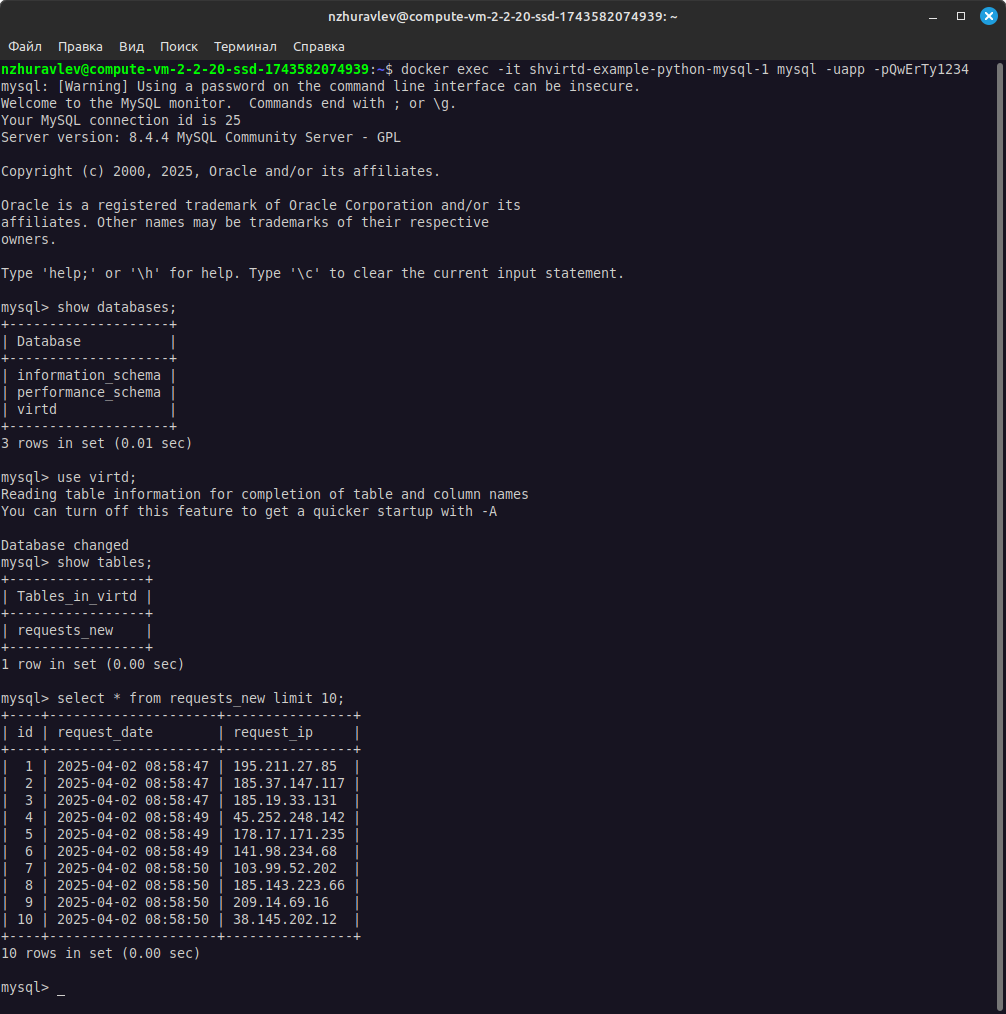 nzhuravlev@compute-vm-2-2-20-ssd-1743582074939: ~
Файл Правка Вид Поиск Терминал Справка
nzhuravlev@compute-vm-2-2-20-ssd-1743582074939:~$ docker exec -it shvirtd-example-python-mysql-1 mysql -uapp -pQwErTy1234
mysql: [Warning] Using a password on the command line interface can be insecure.
Welcome to the MySQL monitor.  Commands end with ; or \g.
Your MySQL connection id is 25
Server version: 8.4.4 MySQL Community Server - GPL

Copyright (c) 2000, 2025, Oracle and/or its affiliates.

Oracle is a registered trademark of Oracle Corporation and/or its
affiliates. Other names may be trademarks of their respective
owners.

Type 'help;' or '\h' for help. Type '\c' to clear the current input statement.

mysql> show databases;
+--------------------+
| Database           |
+--------------------+
| information_schema |
| performance_schema |
| virtd              |
+--------------------+
3 rows in set (0.01 sec)

mysql> use virtd;
Reading table information for completion of table and column names
You can turn off this feature to get a quicker startup with -A

Database changed
mysql> show tables;
+-----------------+
| Tables_in_virtd |
+-----------------+
| requests_new    |
+-----------------+
1 row in set (0.00 sec)

mysql> select * from requests_new limit 10;
+----+---------------------+----------------+
| id | request_date        | request_ip     |
+----+---------------------+----------------+
|  1 | 2025-04-02 08:58:47 | 195.211.27.85  |
|  2 | 2025-04-02 08:58:47 | 185.37.147.117 |
|  3 | 2025-04-02 08:58:47 | 185.19.33.131  |
|  4 | 2025-04-02 08:58:49 | 45.252.248.142 |
|  5 | 2025-04-02 08:58:49 | 178.17.171.235 |
|  6 | 2025-04-02 08:58:49 | 141.98.234.68  |
|  7 | 2025-04-02 08:58:50 | 103.99.52.202  |
|  8 | 2025-04-02 08:58:50 | 185.143.223.66 |
|  9 | 2025-04-02 08:58:50 | 209.14.69.16   |
| 10 | 2025-04-02 08:58:50 | 38.145.202.12  |
+----+---------------------+----------------+
10 rows in set (0.00 sec)

mysql> _